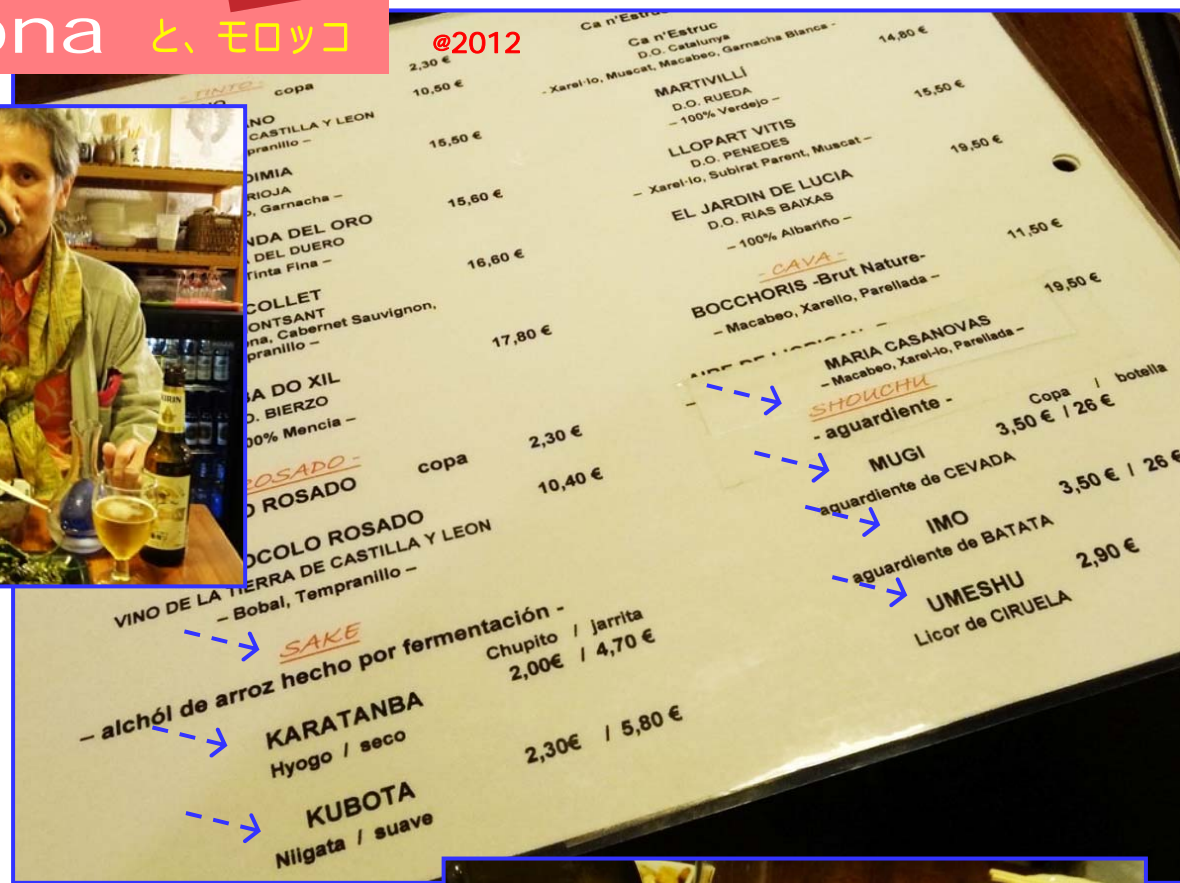 ona と、モロッコ
@2012
2,30 €
- TINTO -
copa
10,50 €
CASTILLA Y LEON
15,50 €
RIOJA
, Garnacha –
15,60 €
DEL ORO
DEL DUERO
Tinta Fina –
16,60 €
COLLET
Cabernet Sauvignon,
17,80 €
DO XIL
. BIERZO
00% Mencia –
ROSADO -
copa
2,30 €
ROSADO
10,40 €
OCOLO ROSADO
VINO DE LA TIERRA DE CASTILLA Y LEON
– Bobal, Tempranillo –
SAKE
– alchól de arroz hecho por fermentación -
Chupito / jarrita
KARATANBA
2,00€ / 4,70 €
Hyogo / seco
KUBOTA
2,30€ / 5,80 €
Niigata / suave
Ca n'Estruc
Ca n'Estruc
D.O. Catalunya
- Xarel·lo, Muscat, Macabeo, Garnacha Blanca -
14,80 €
MARTIVILLÍ
D.O. RUEDA
– 100% Verdejo –
15,50 €
LLOPART VITIS
D.O. PENEDES
– Xarel·lo, Subirat Parent, Muscat –
19,50 €
EL JARDIN DE LUCIA
D.O. RIAS BAIXAS
– 100% Albariño –
- CAVA -
11,50 €
BOCCHORIS -Brut Nature-
– Macabeo, Xarello, Parellada –
19,50 €
MARIA CASANOVAS
– Macabeo, Xarel-lo, Parellada –
SHOUCHU
- aguardiente -
Copa / botella
MUGI
3,50 € / 26 €
aguardiente de CEVADA
IMO
3,50 € / 26 €
aguardiente de BATATA
UMESHU
2,90 €
Licor de CIRUELA
KIRIN